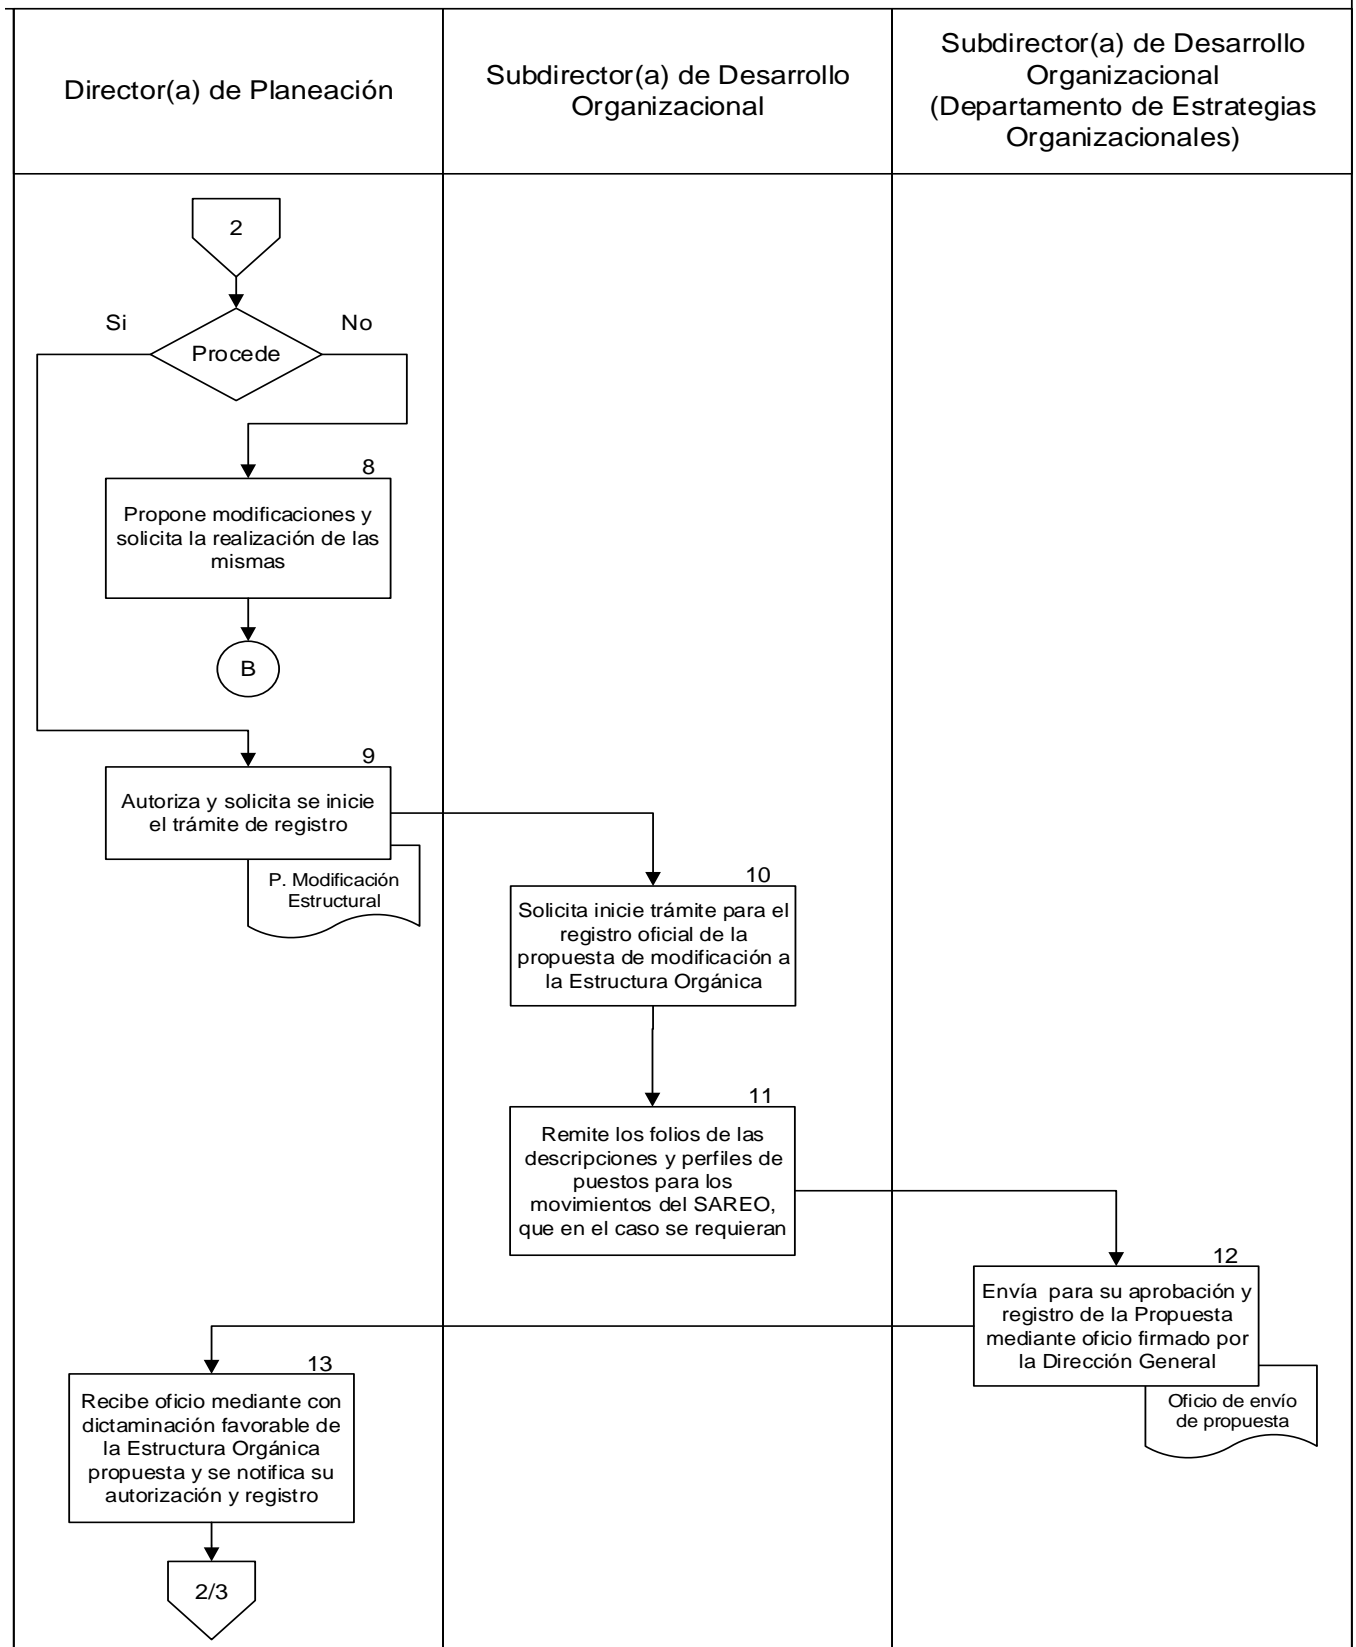 Director(a) de Planeación
Subdirector(a) de Desarrollo
Organizacional
Subdirector(a) de Desarrollo
Organizacional
(Departamento de Estrategias
Organizacionales)
2
Si
No
Procede
8
Propone modificaciones y
solicita la realización de las
mismas
B
9
Autoriza y solicita se inicie
el trámite de registro
P. Modificación
Estructural
10
Solicita inicie trámite para el
registro oficial de la
propuesta de modificación a
la Estructura Orgánica
11
Remite los folios de las
descripciones y perfiles de
puestos para los
movimientos del SAREO,
que en el caso se requieran
12
Envía  para su aprobación y
registro de la Propuesta
mediante oficio firmado por
la Dirección General
Oficio de envío
de propuesta
13
Recibe oficio mediante con
dictaminación favorable de
la Estructura Orgánica
propuesta y se notifica su
autorización y registro
2/3